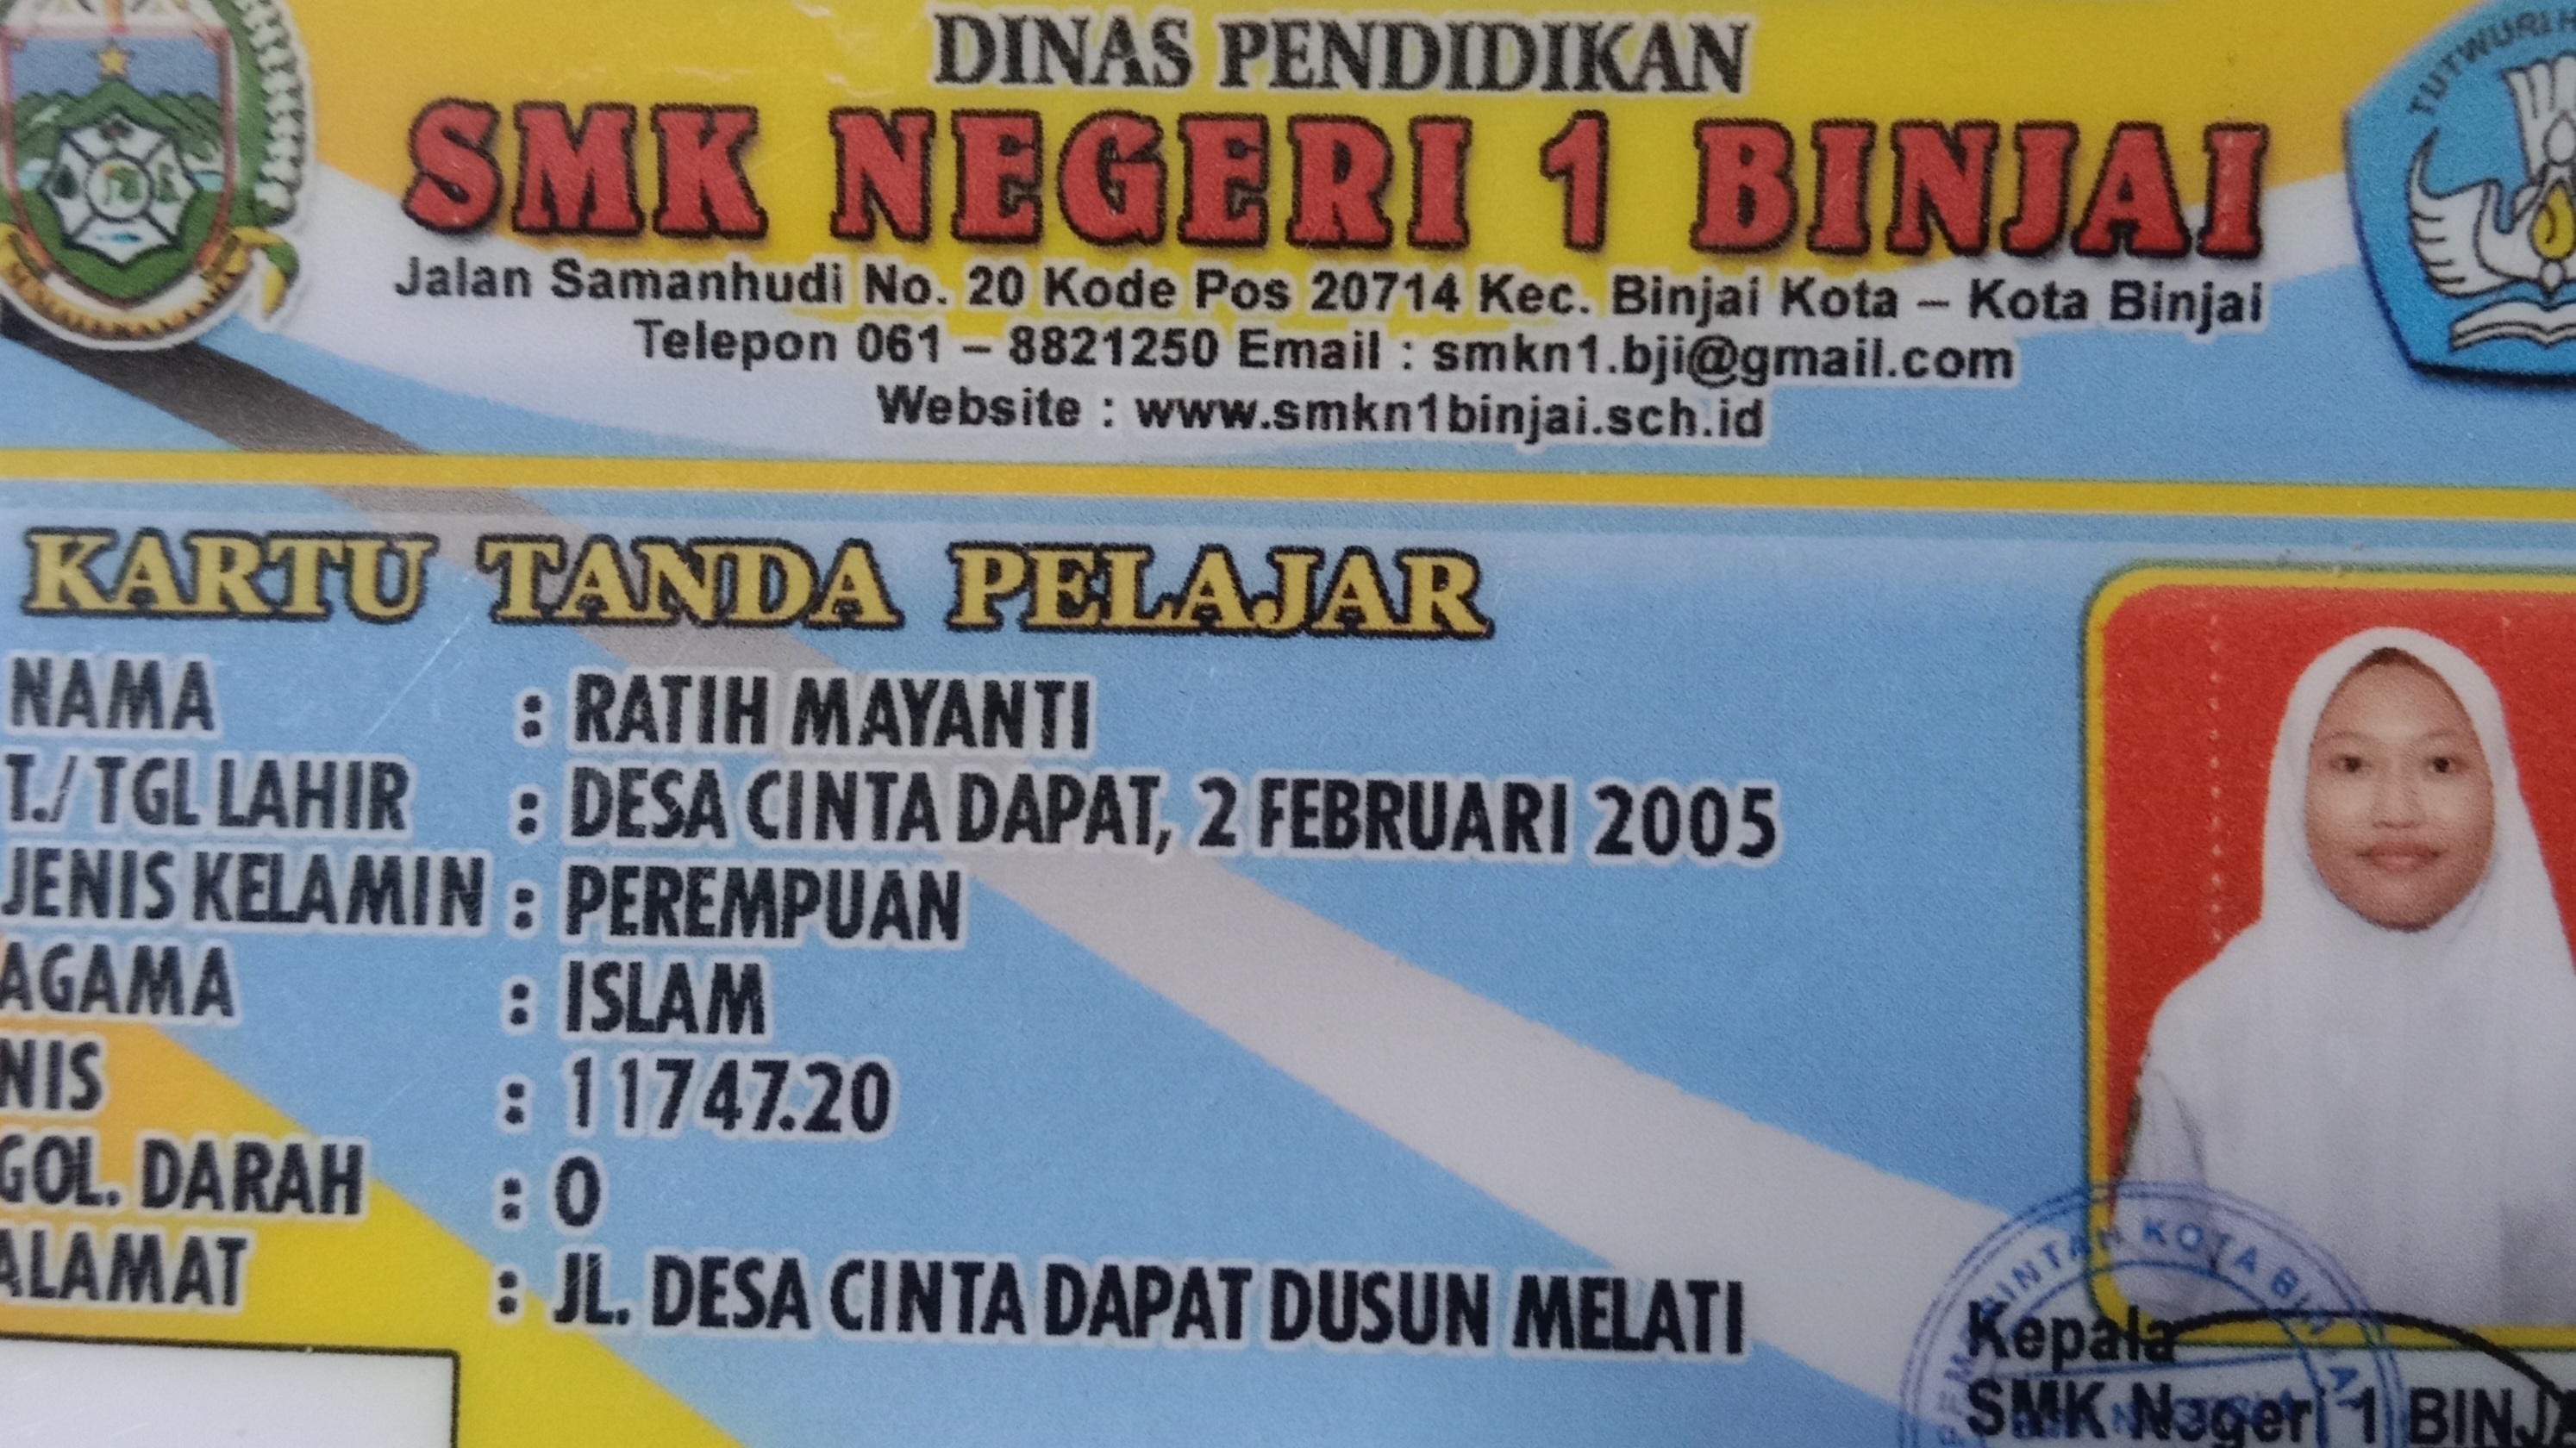 DINAS PENDIDIKAN
SMK NEGERI 1 BINJAI
Jalan Samanhudi No. 20 Kode Pos 20714 Kec. Binjai Kota – Kota Binjai
Telepon 061 – 8821250 Email : smkn1.bji@gmail.com
Website : www.smkn1binjai.sch.id
KARTU TANDA PELAJAR
NAMA : RATIH MAYANTI
T./ TGL LAHIR : DESA CINTA DAPAT, 2 FEBRUARI 2005
JENIS KELAMIN : PEREMPUAN
AGAMA : ISLAM
NIS : 11747.20
GOL. DARAH : O
ALAMAT : JL. DESA CINTA DAPAT DUSUN MELATI
KOTA
Kepala
SMK Negeri 1 BINJ